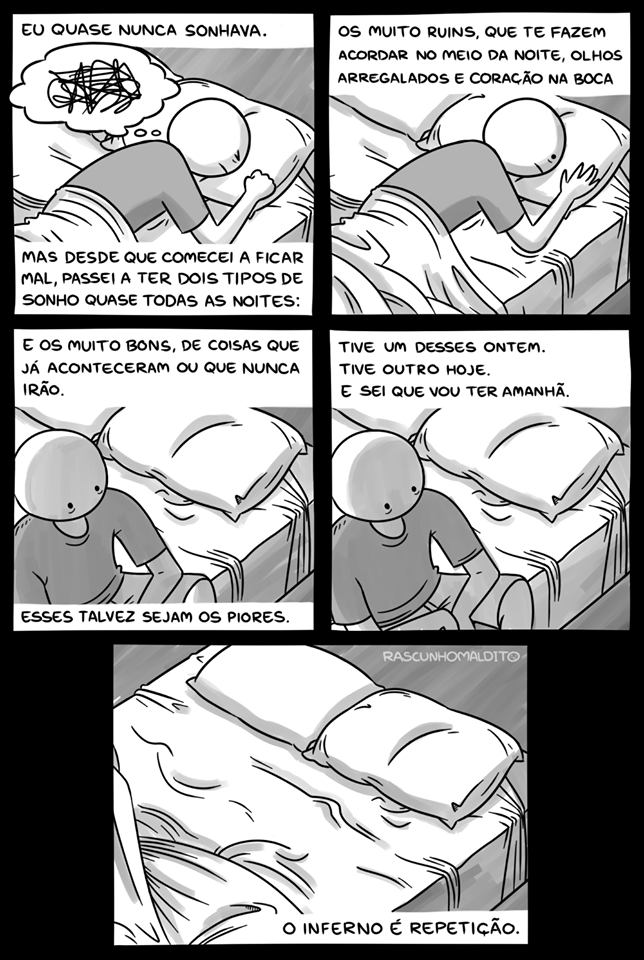 EU QUASE NUNCA SONHAVA.
MAS DESDE QUE COMECEI A FICAR
MAL, PASSEI A TER DOIS TIPOS DE
SONHO QUASE TODAS AS NOITES:
OS MUITO RUINS, QUE TE FAZEM
ACORDAR NO MEIO DA NOITE, OLHOS
ARREGALADOS E CORAÇÃO NA BOCA
E OS MUITO BONS, DE COISAS QUE
JÁ ACONTECERAM OU QUE NUNCA
IRÃO.
ESSES TALVEZ SEJAM OS PIORES.
TIVE UM DESSES ONTEM.
TIVE OUTRO HOJE.
E SEI QUE VOU TER AMANHÃ.
RASCUNHOMALDITO
O INFERNO É REPETIÇÃO.